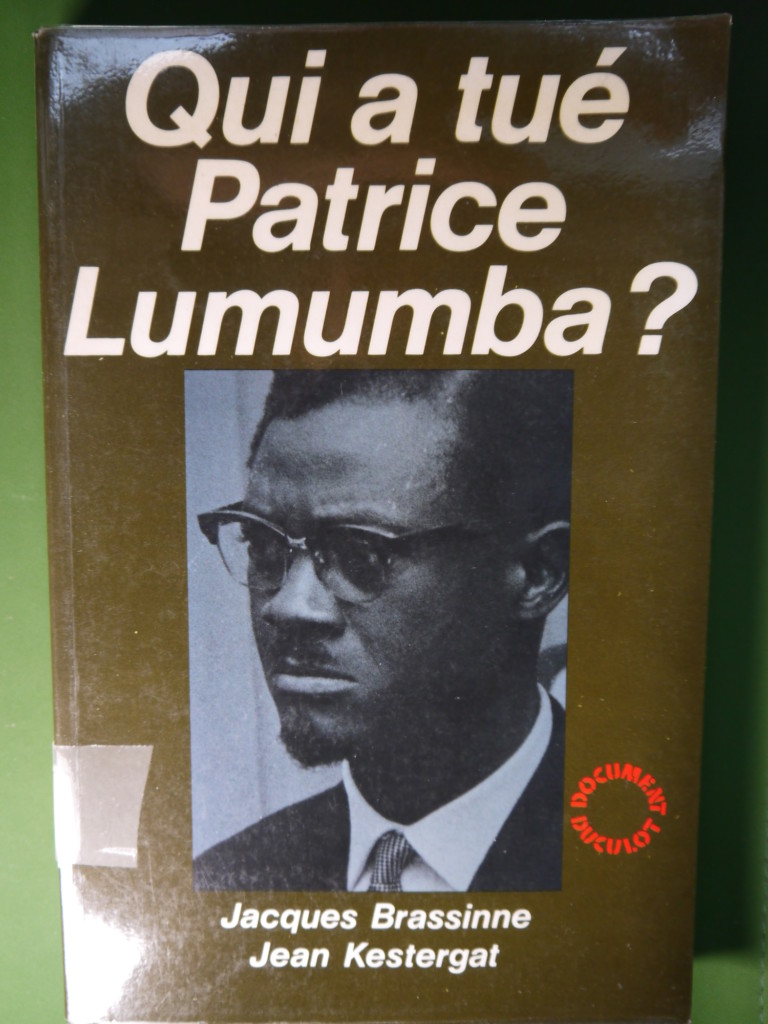 Qui a tué
Patrice
Lumumba?
DOCUMENT
DUCULOT
Jacques Brassinne
Jean Kestergat